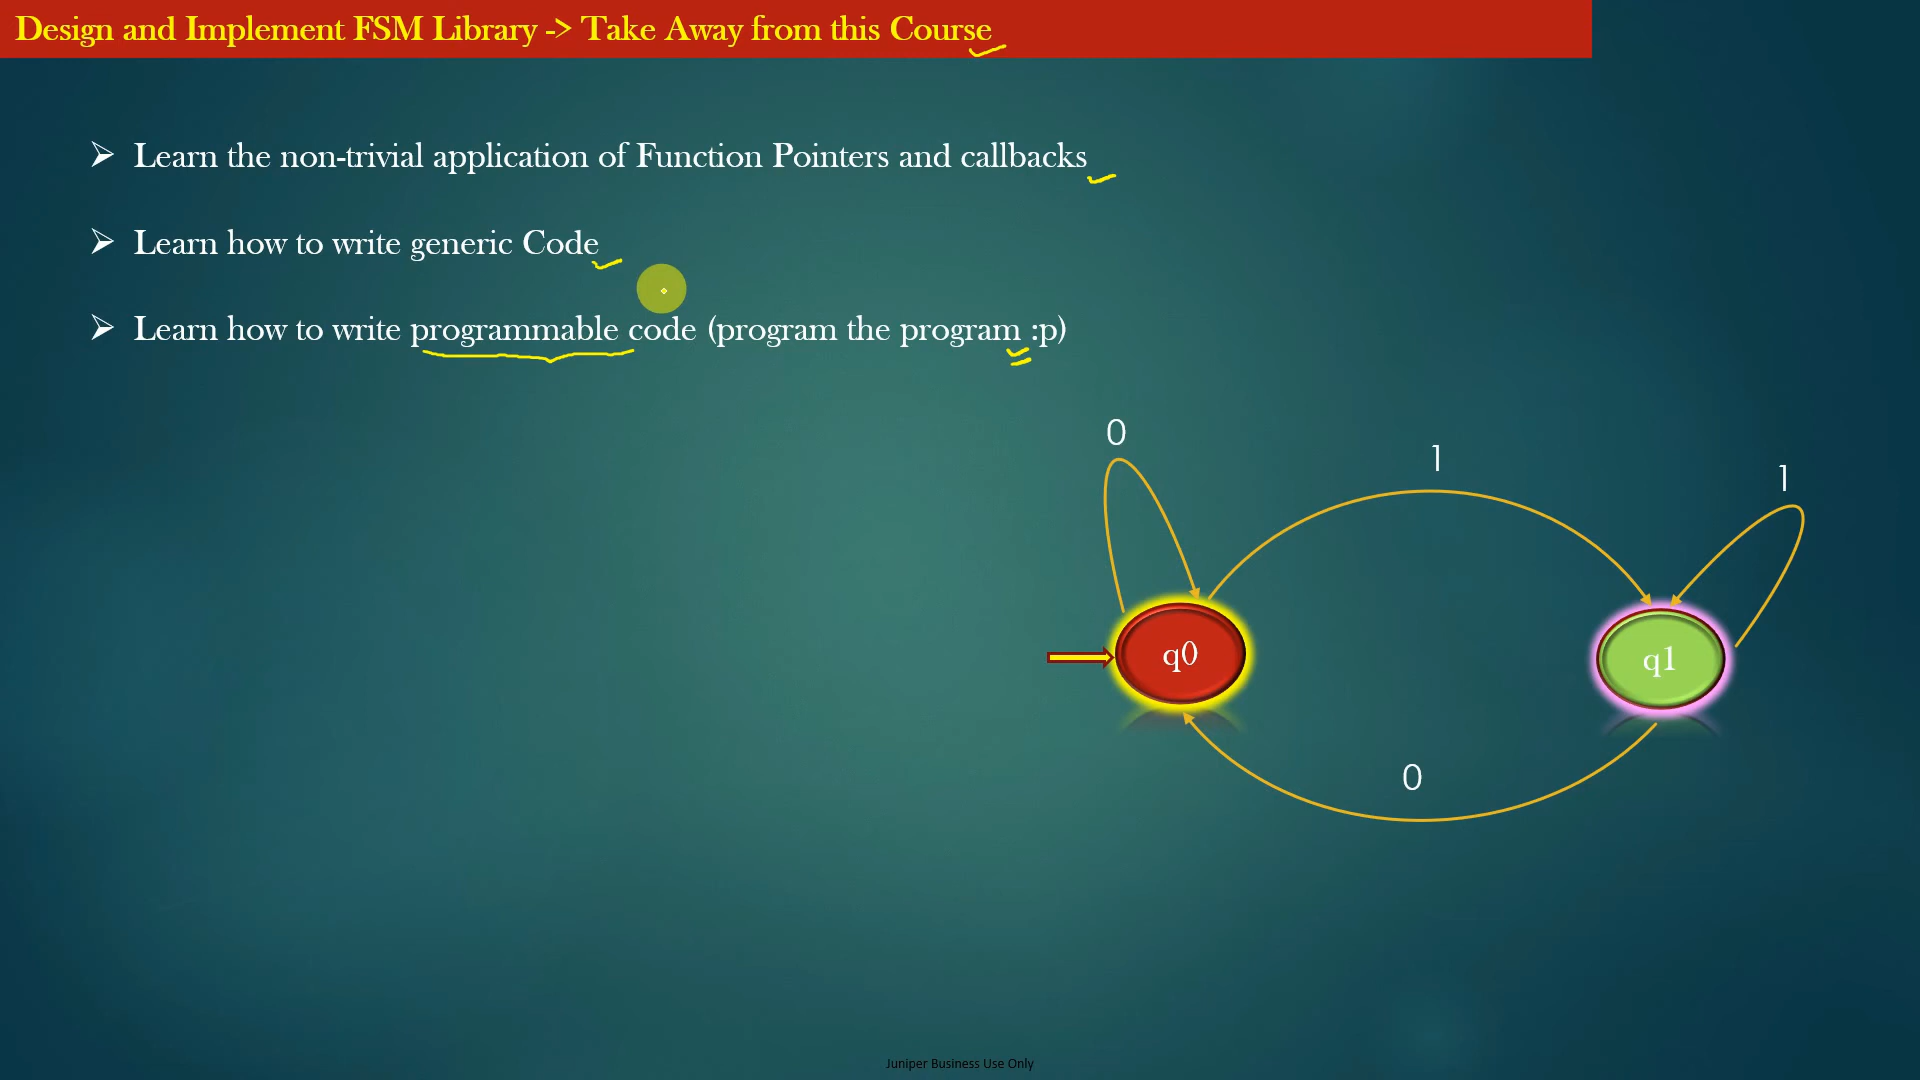 Design and Implement FSM Library -> Take Away from this Course
➢ Learn the non-trivial application of Function Pointers and callbacks
➢ Learn how to write generic Code
➢ Learn how to write programmable code (program the program :p)
0
1
1
q0
q1
0
Juniper Business Use Only